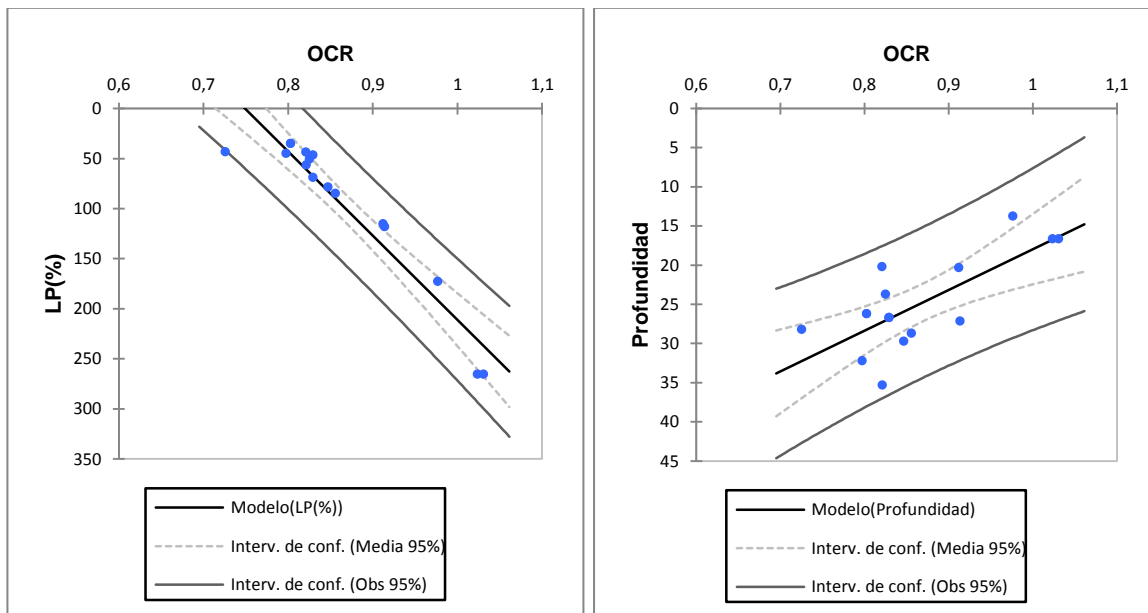 OCR
0,6 0,7 0,8 0,9 1 1,1
0
50
100
150
200
250
300
350
LP(%)
Modelo(LP(%))
Interv. de conf. (Media 95%)
Interv. de conf. (Obs 95%)
OCR
0,6 0,7 0,8 0,9 1 1,1
0
5
10
15
20
25
30
35
40
45
Profundidad
Modelo(Profundidad)
Interv. de conf. (Media 95%)
Interv. de conf. (Obs 95%)